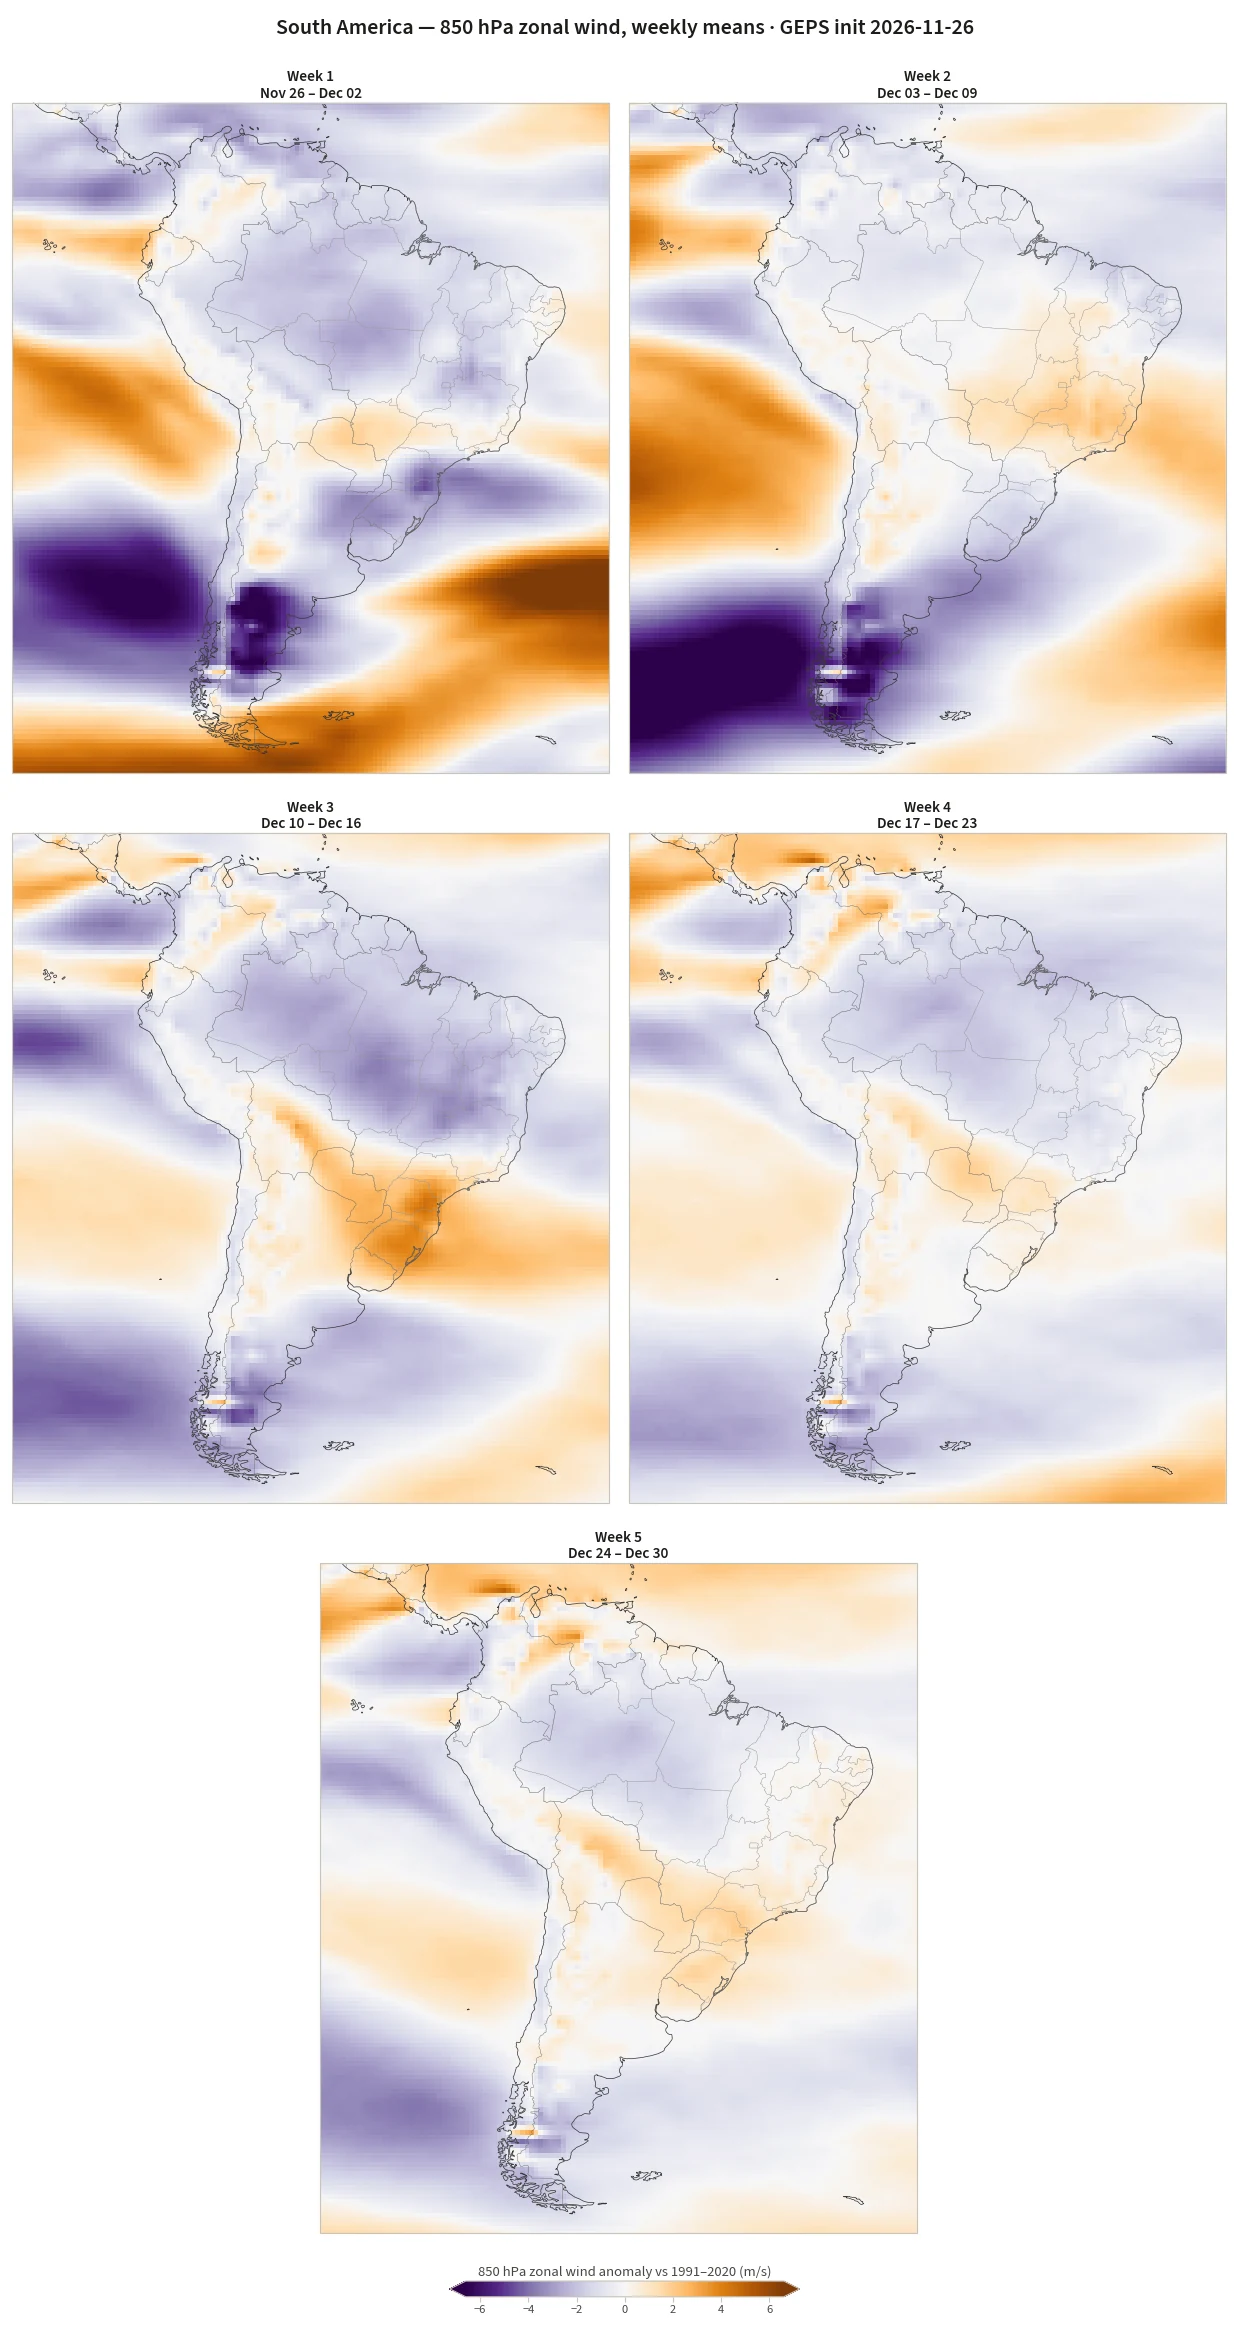 South America — 850 hPa zonal wind, weekly means · GEPS init 2026-11-26
Week 1
Nov 26 – Dec 02
Week 2
Dec 03 – Dec 09
Week 3
Dec 10 – Dec 16
Week 4
Dec 17 – Dec 23
Week 5
Dec 24 – Dec 30
850 hPa zonal wind anomaly vs 1991–2020 (m/s)
−6 −4 −2 0 2 4 6